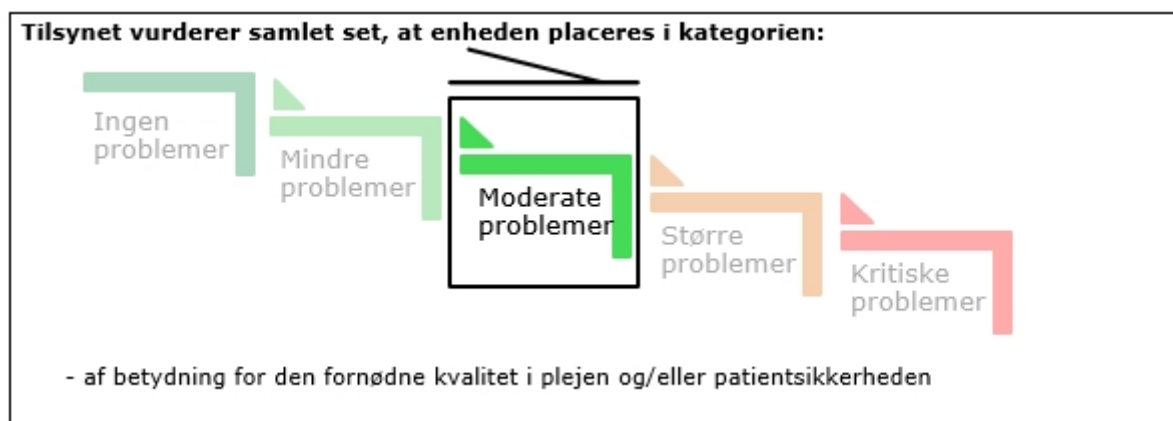 Tilsynet vurderer samlet set, at enheden placeres i kategorien:
Ingen
problemer
Mindre
problemer
Moderate
problemer
Større
problemer
Kritiske
problemer
- af betydning for den fornødne kvalitet i plejen og/eller patientsikkerheden